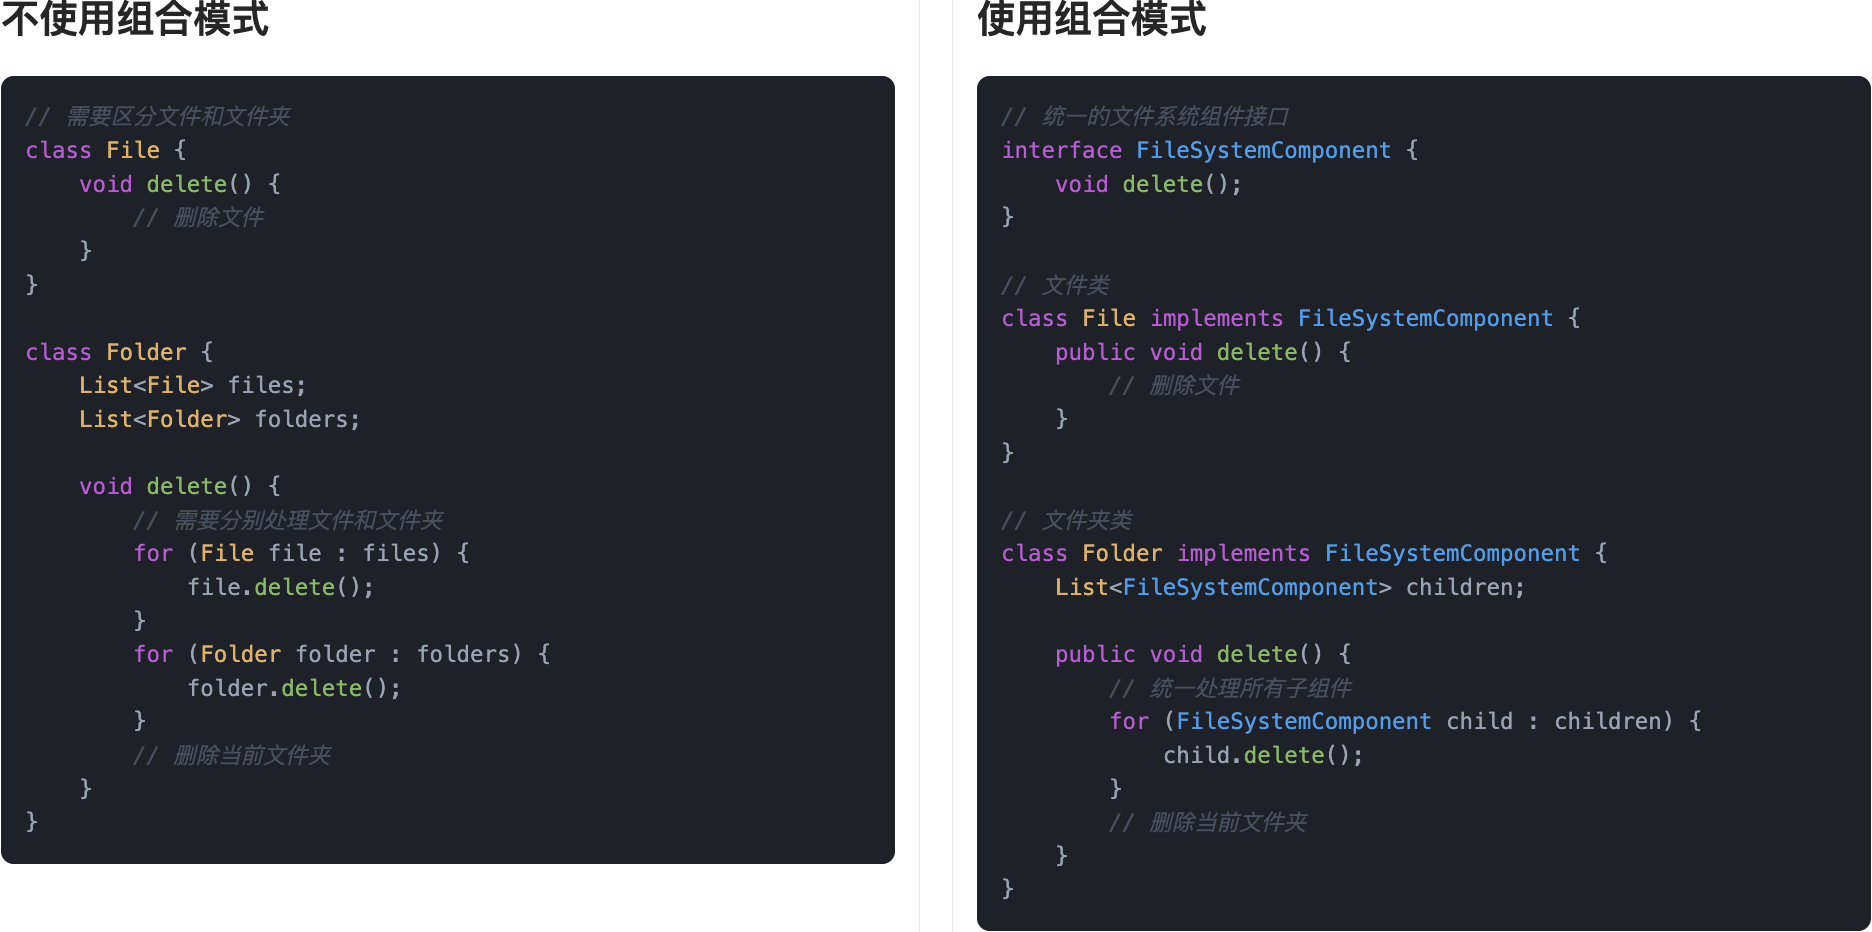 不使用组合模式
// 需要区分文件和文件夹
class File {
    void delete() {
        // 删除文件
    }
}

class Folder {
    List<File> files;
    List<Folder> folders;

    void delete() {
        // 需要分别处理文件和文件夹
        for (File file : files) {
            file.delete();
        }
        for (Folder folder : folders) {
            folder.delete();
        }
        // 删除当前文件夹
    }
}
使用组合模式
// 统一的文件系统组件接口
interface FileSystemComponent {
    void delete();
}

// 文件类
class File implements FileSystemComponent {
    public void delete() {
        // 删除文件
    }
}

// 文件夹类
class Folder implements FileSystemComponent {
    List<FileSystemComponent> children;

    public void delete() {
        // 统一处理所有子组件
        for (FileSystemComponent child : children) {
            child.delete();
        }
        // 删除当前文件夹
    }
}